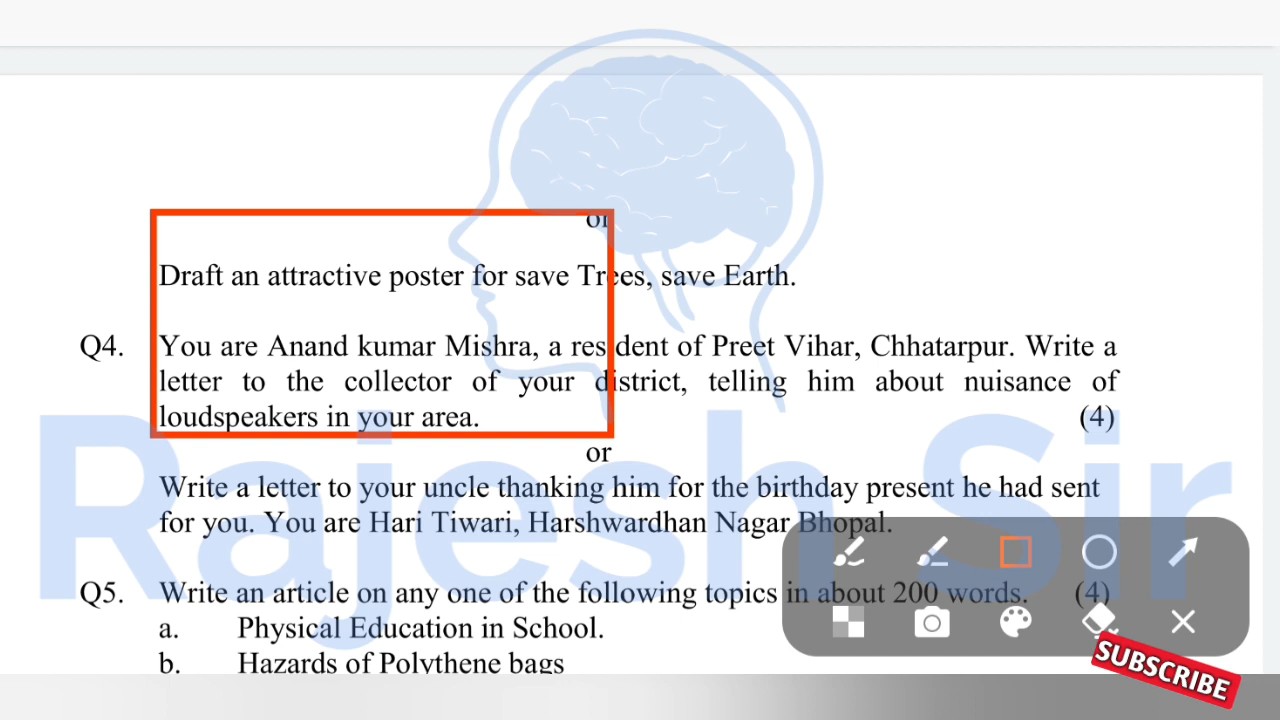 or
Draft an attractive poster for save Trees, save Earth.
Q4. You are Anand kumar Mishra, a resident of Preet Vihar, Chhatarpur. Write a
letter to the collector of your district, telling him about nuisance of
loudspeakers in your area. (4)
or
Write a letter to your uncle thanking him for the birthday present he had sent
for you. You are Hari Tiwari, Harshwardhan Nagar Bhopal.
Q5. Write an article on any one of the following topics in about 200 words. (4)
a. Physical Education in School.
b. Hazards of Polythene bags
Rajesh Sir
SUBSCRIBE